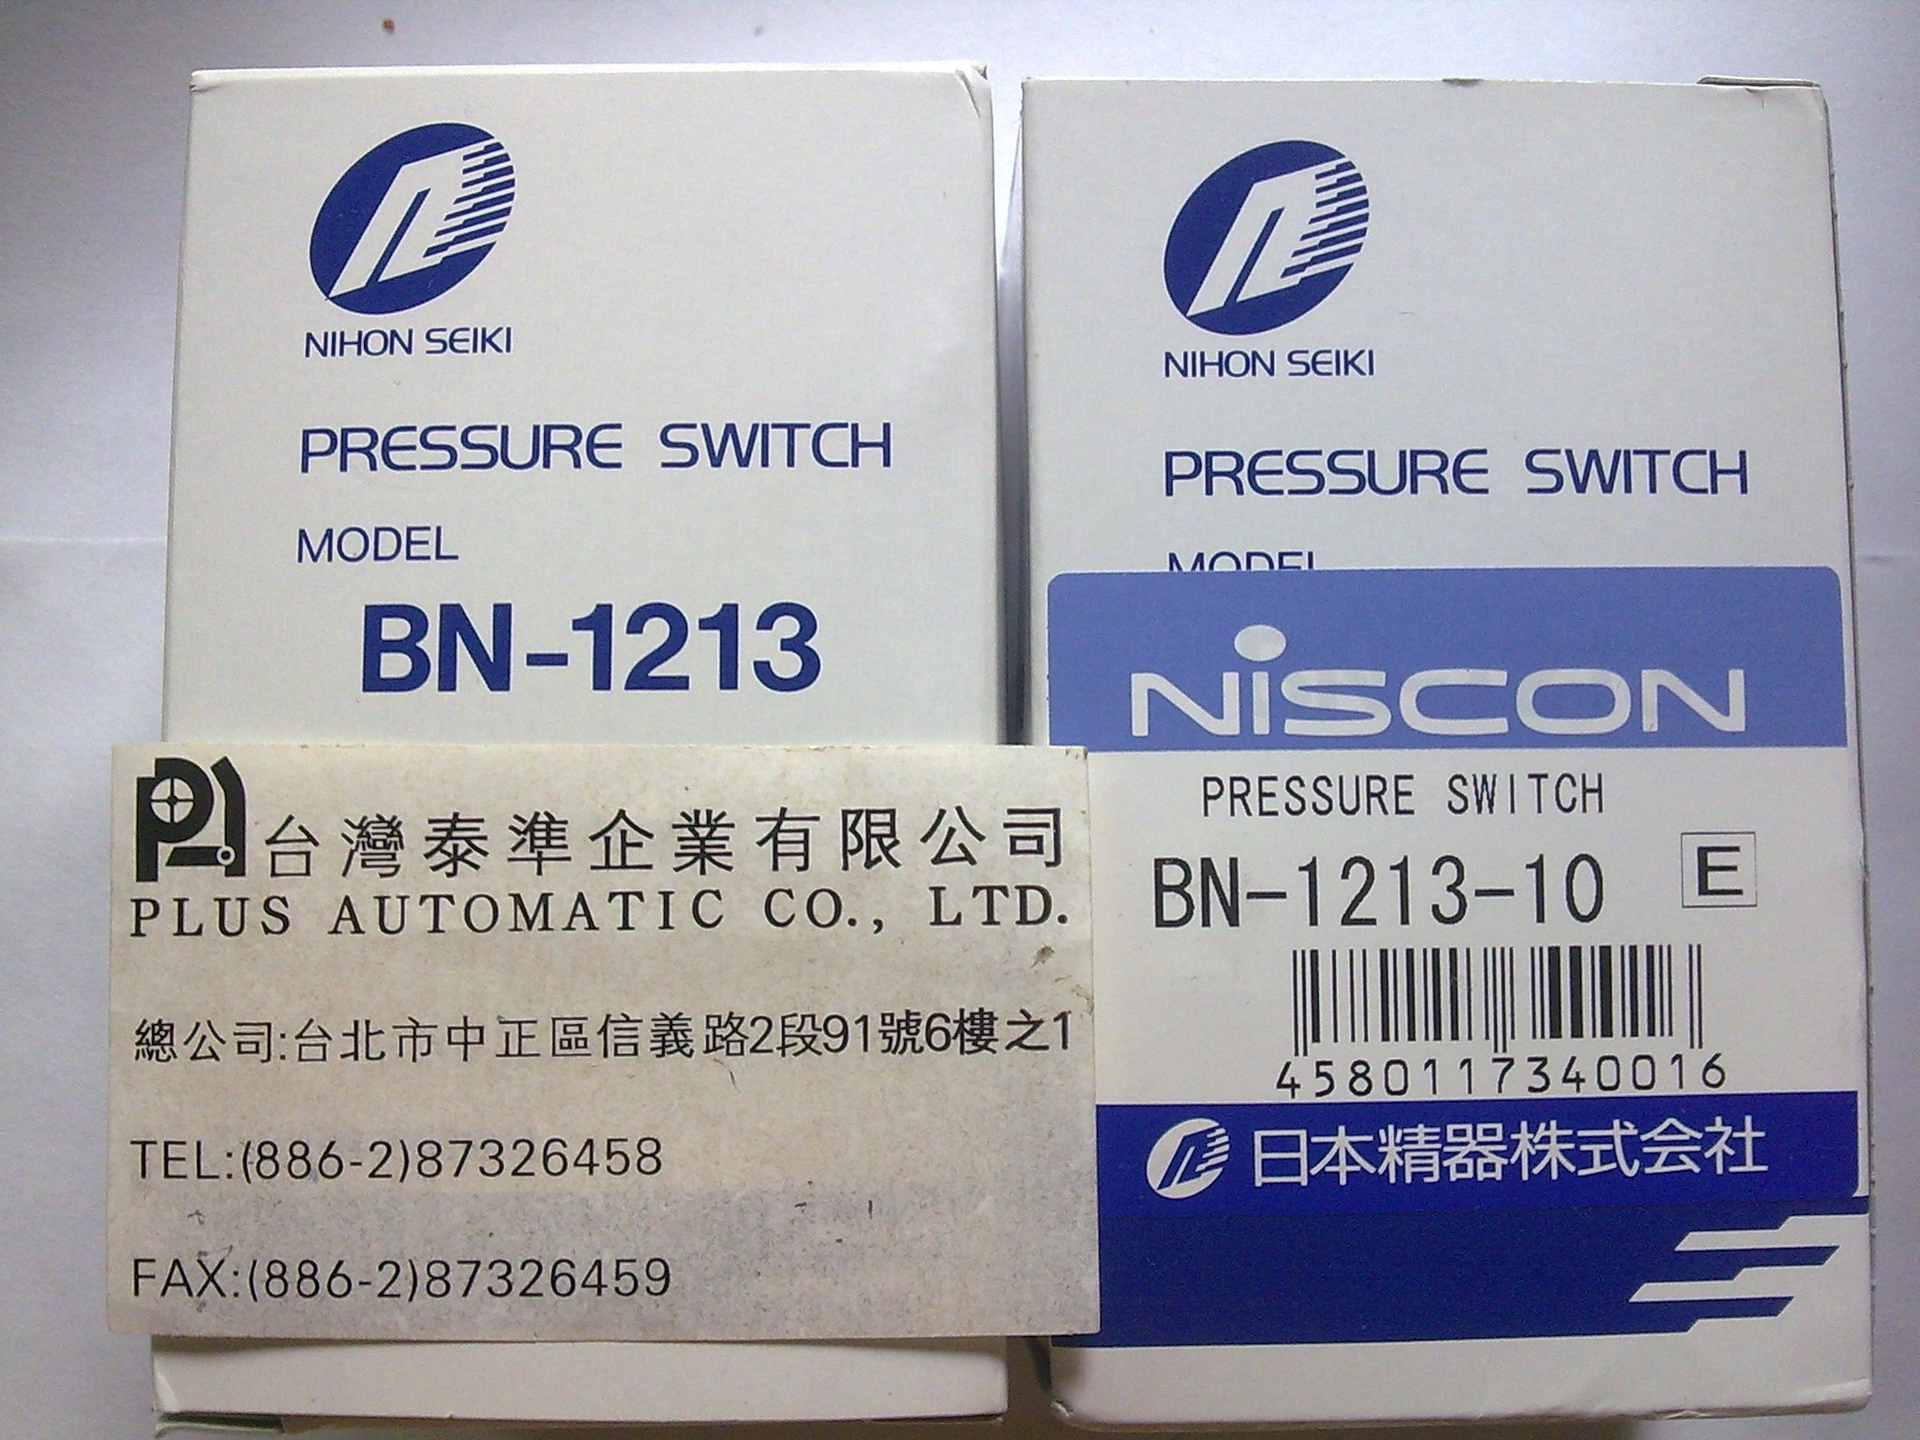 NIHON SEIKI
PRESSURE SWITCH
MODEL
BN-1213
台灣泰準企業有限公司
PLUS AUTOMATIC CO., LTD.
總公司:台北市中正區信義路2段91號6樓之1
TEL:(886-2)87326458
FAX:(886-2)87326459
NIHON SEIKI
PRESSURE SWITCH
MODEL
NiSCON
PRESSURE SWITCH
BN-1213-10 E
4580117340016
日本精器株式会社